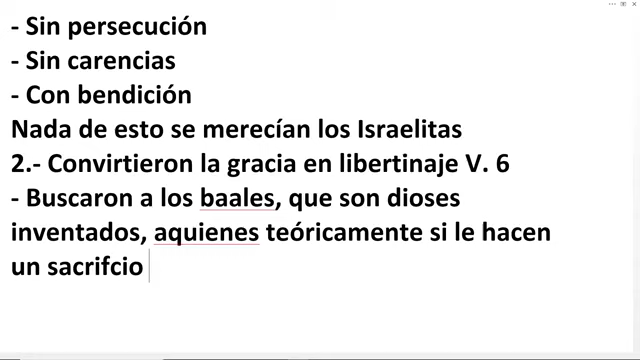 - Sin persecución
- Sin carencias
- Con bendición
Nada de esto se merecían los Israelitas
2.- Convirtieron la gracia en libertinaje V. 6
- Buscaron a los baales, que son dioses
inventados, aquienes teóricamente si le hacen
un sacrifcio